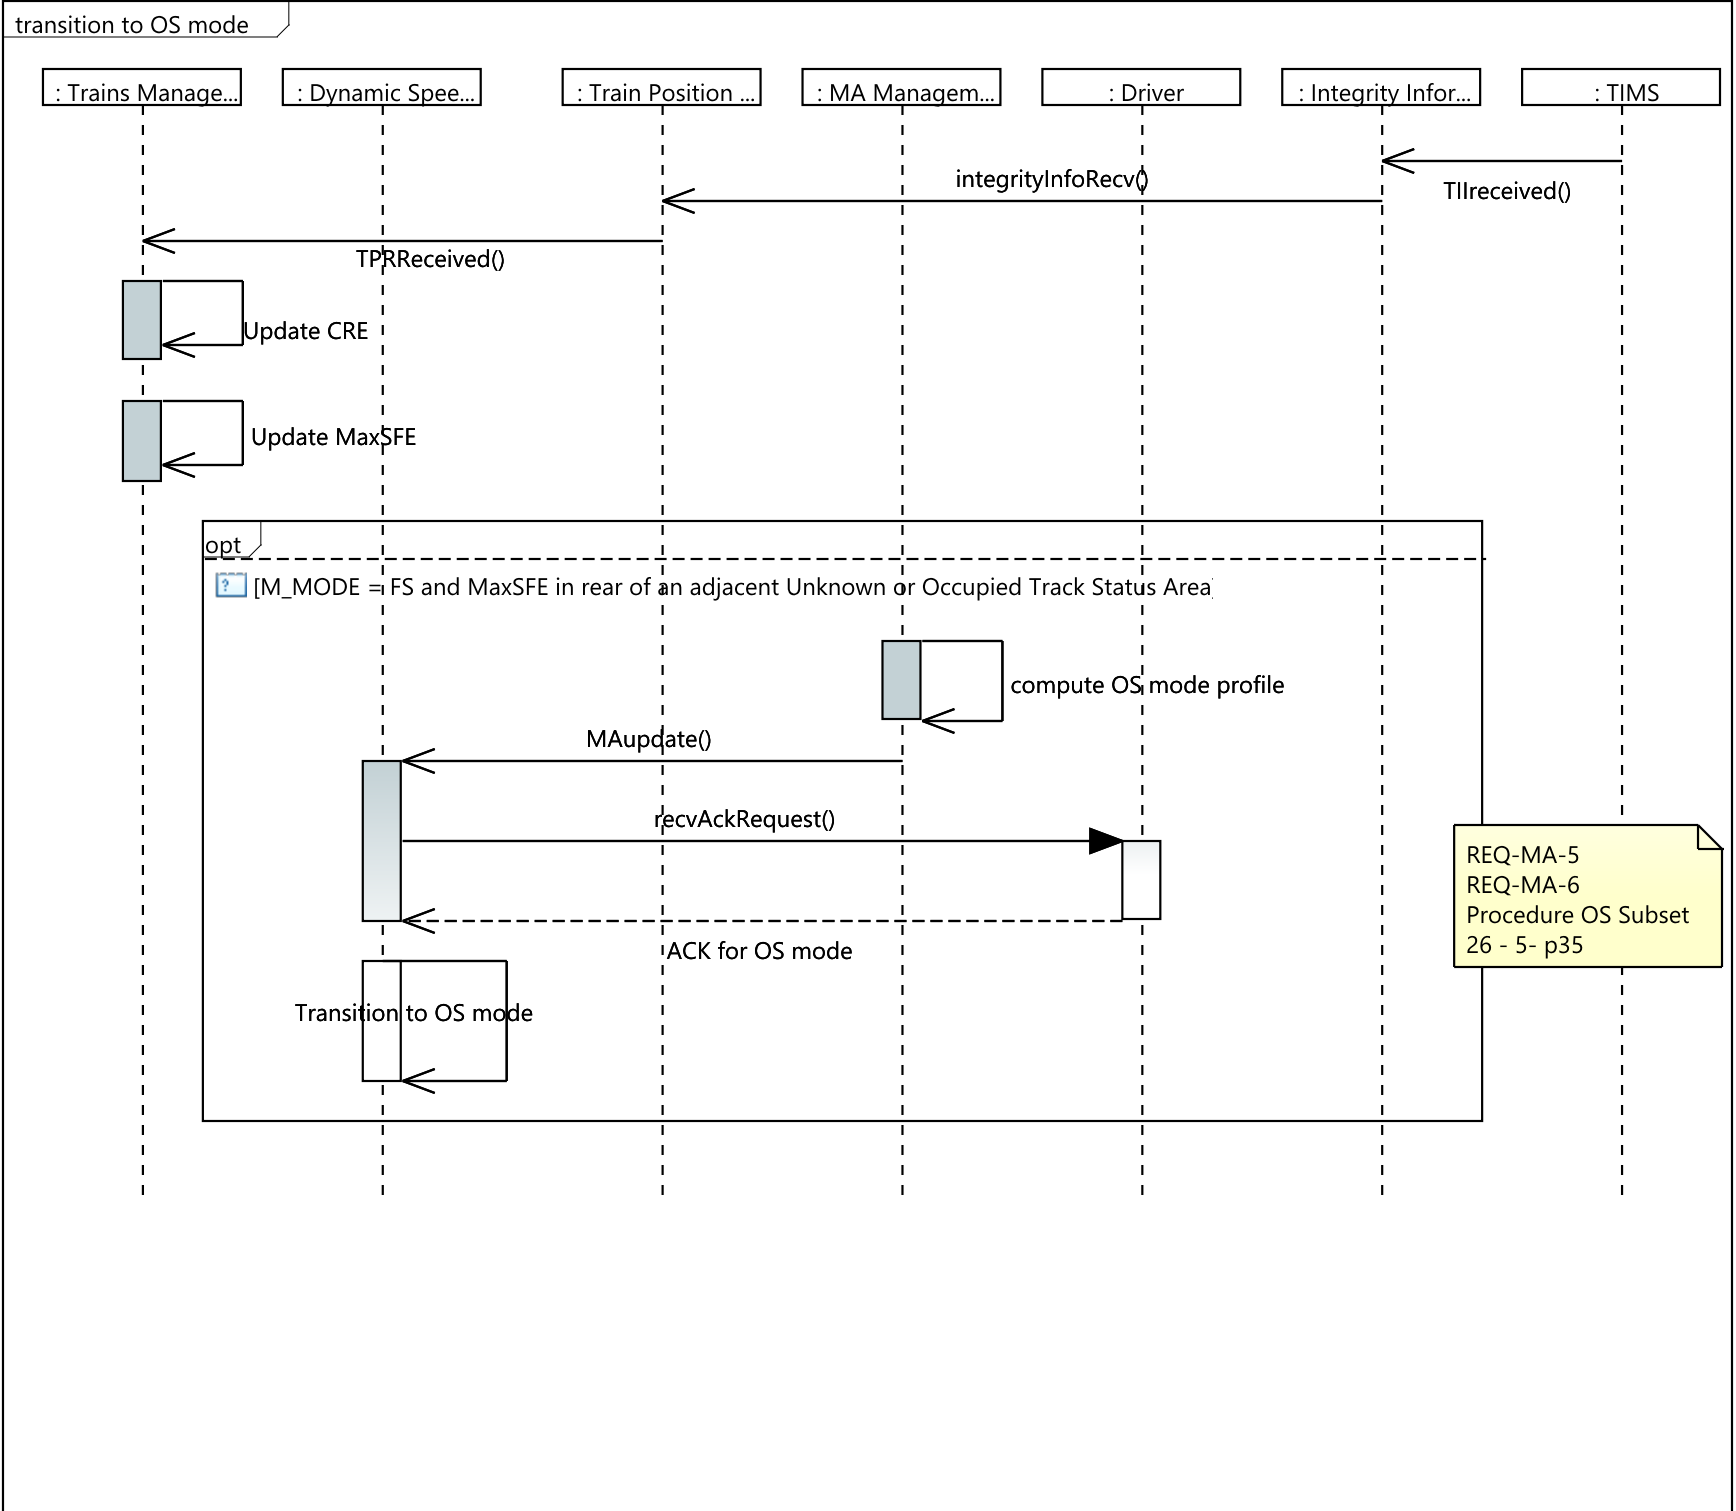 transition to OS mode
: Trains Manage...
: Dynamic Spee...
: Train Position ...
: MA Managem...
: Driver
: Integrity Infor...
: TIMS
integrityInfoRecv()
TIIreceived()
TPRReceived()
Update CRE
Update MaxSFE
opt
? [M_MODE = FS and MaxSFE in rear of an adjacent Unknown or Occupied Track Status Area]
compute OS mode profile
MAupdate()
recvAckRequest()
REQ-MA-5
REQ-MA-6
Procedure OS Subset
26 - 5- p35
ACK for OS mode
Transition to OS mode